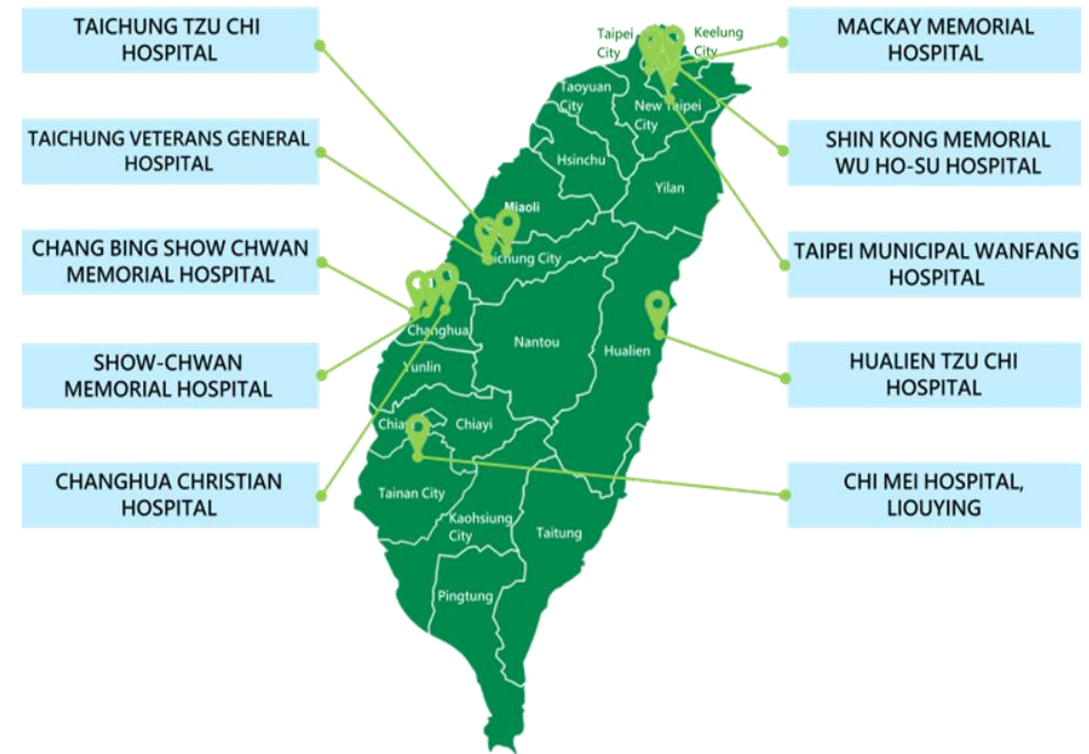 TAICHUNG TZU CHI
HOSPITAL
TAICHUNG VETERANS GENERAL
HOSPITAL
CHANG BING SHOW CHWAN
MEMORIAL HOSPITAL
SHOW-CHWAN
MEMORIAL HOSPITAL
CHANGHUA CHRISTIAN
HOSPITAL
Taipei
City
Keelung
City
Taoyuan
City
New Taipei
City
Hsinchu
Yilan
Miaoli
ichung City
Changhua
Nantou
Hualien
Yunlin
Chia
Chiayi
Tainan City
Kaohsiung
City
Taitung
Pingtung
MACKAY MEMORIAL
HOSPITAL
SHIN KONG MEMORIAL
WU HO-SU HOSPITAL
TAIPEI MUNICIPAL WANFANG
HOSPITAL
HUALIEN TZU CHI
HOSPITAL
CHI MEI HOSPITAL,
LIOUYING